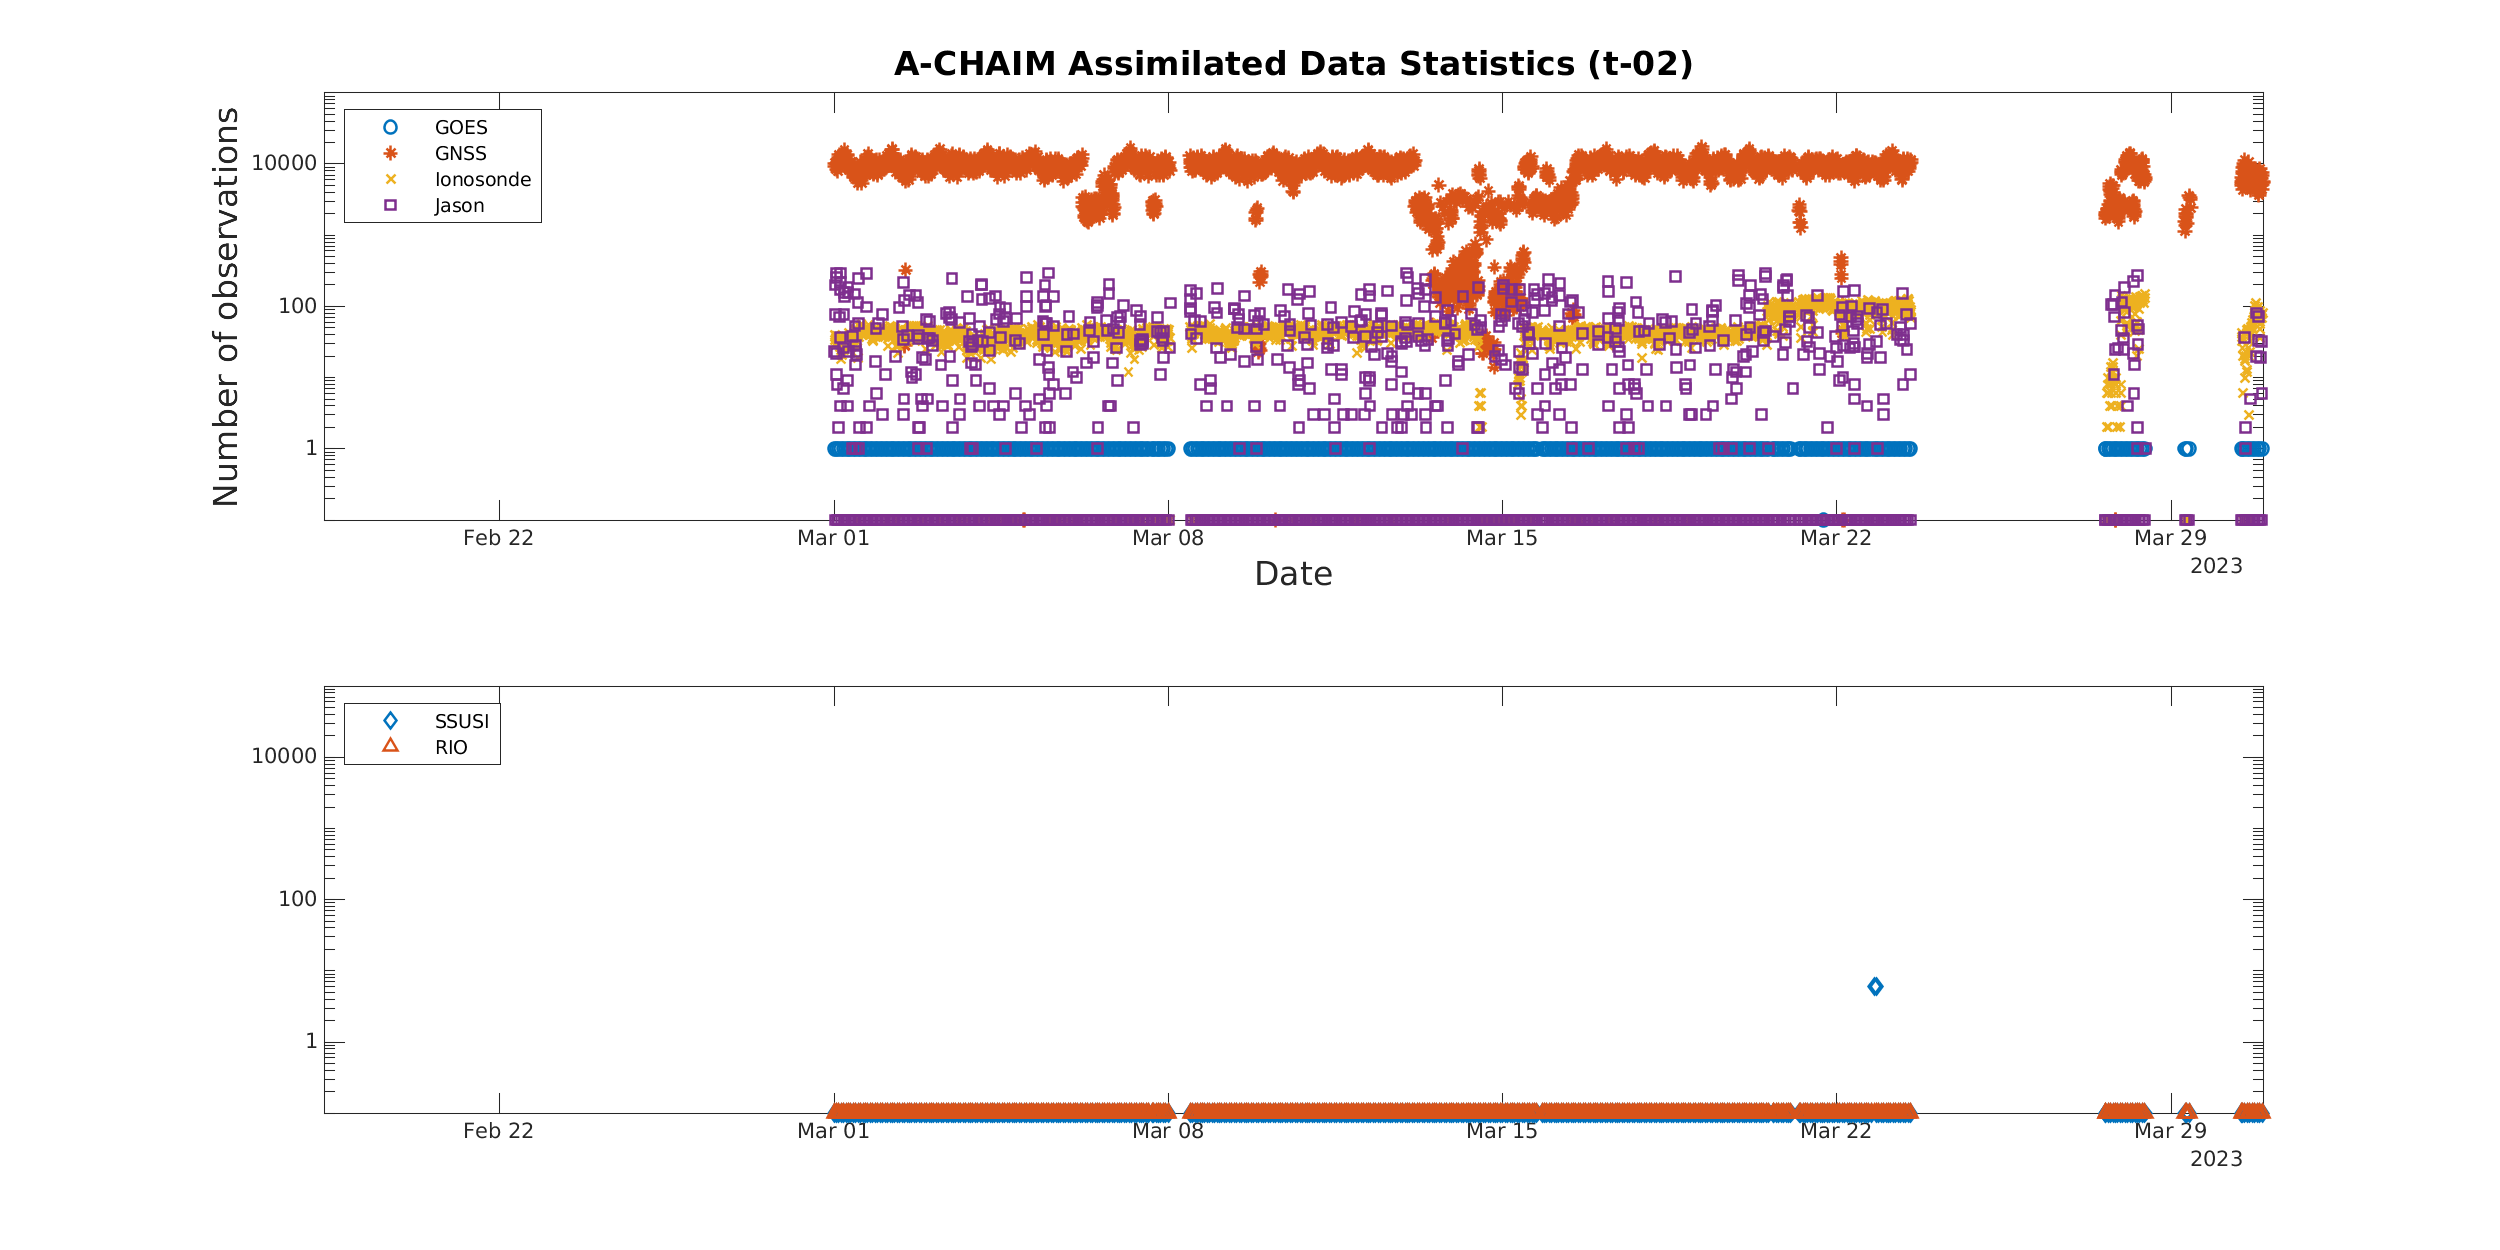 A-CHAIM Assimilated Data Statistics (t-02)
Number of observations
GOES
GNSS
Ionosonde
Jason
10000
100
1
Feb 22 Mar 01 Mar 08 Mar 15 Mar 22 Mar 29
2023
Date
SSUSI
RIO
10000
100
1
Feb 22 Mar 01 Mar 08 Mar 15 Mar 22 Mar 29
2023